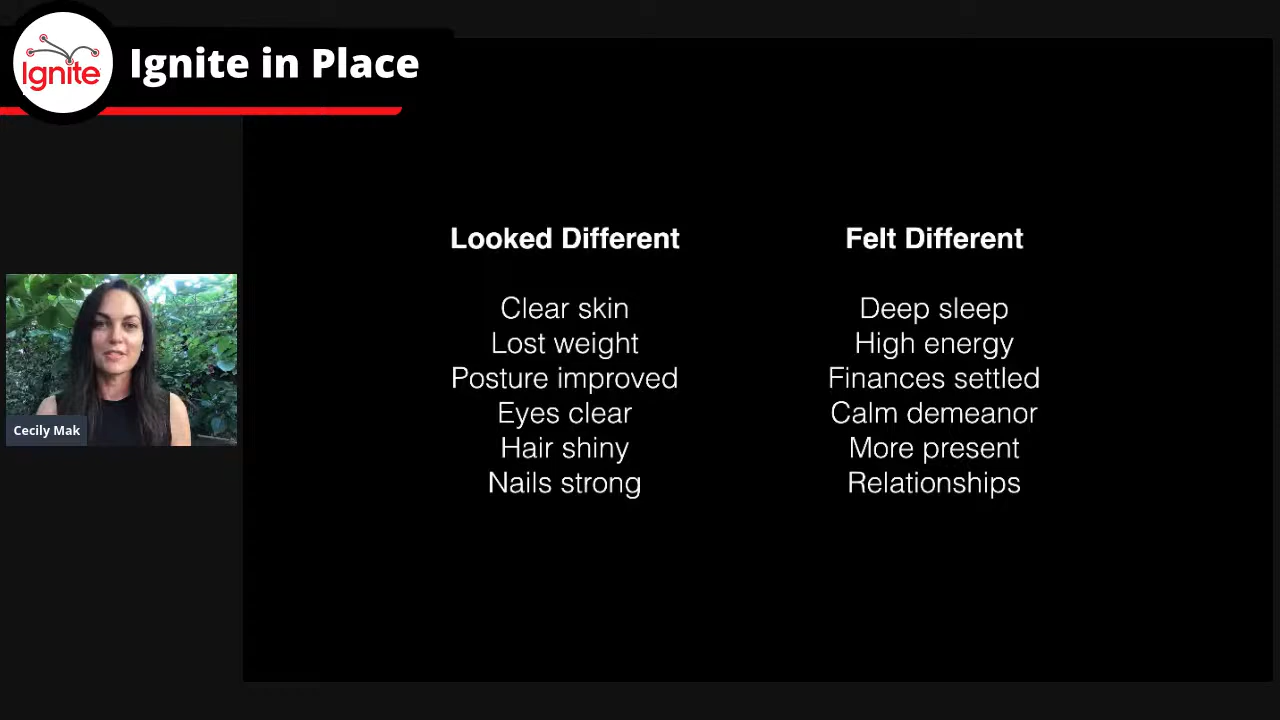 Ignite
Ignite in Place
Looked Different
Clear skin
Lost weight
Posture improved
Eyes clear
Hair shiny
Nails strong
Felt Different
Deep sleep
High energy
Finances settled
Calm demeanor
More present
Relationships
Cecily Mak